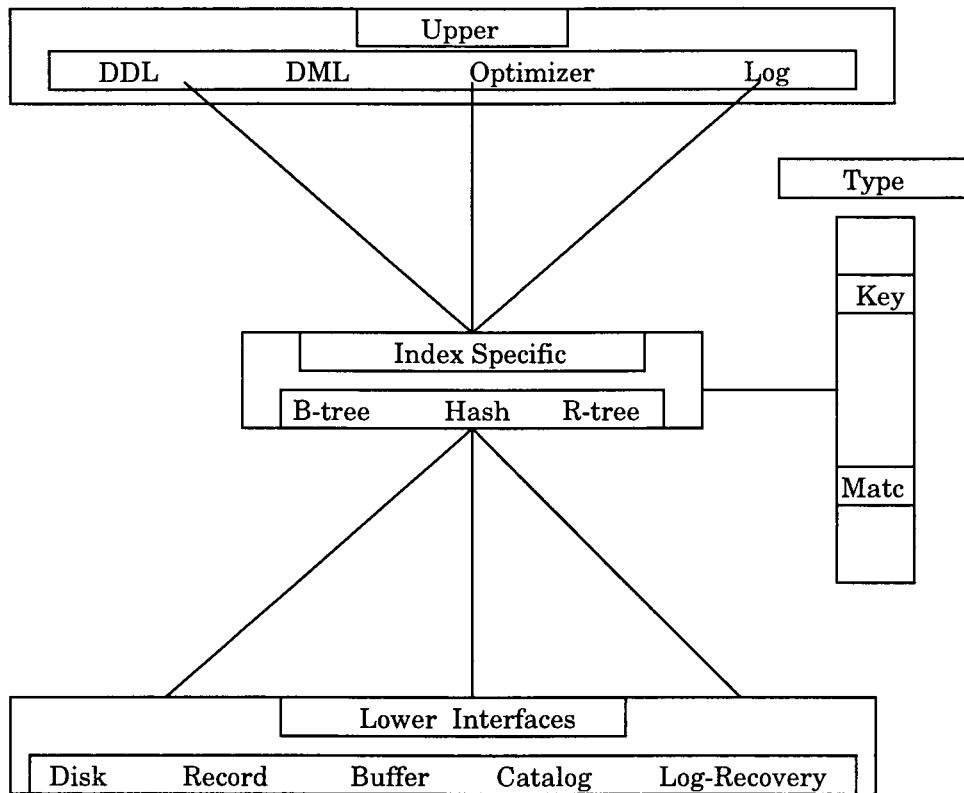 Upper
DDL DML Optimizer Log
Type
Key
Index Specific
B-tree Hash R-tree
Matc
Lower Interfaces
Disk Record Buffer Catalog Log-Recovery